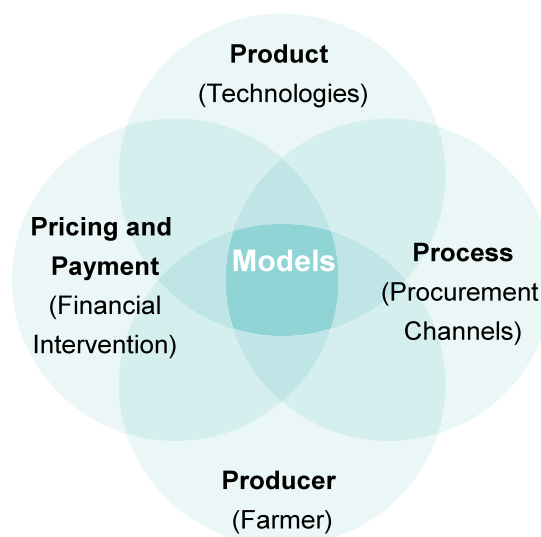 Product
(Technologies)
Pricing and
Payment
(Financial
Intervention)
Models
Process
(Procurement
Channels)
Producer
(Farmer)